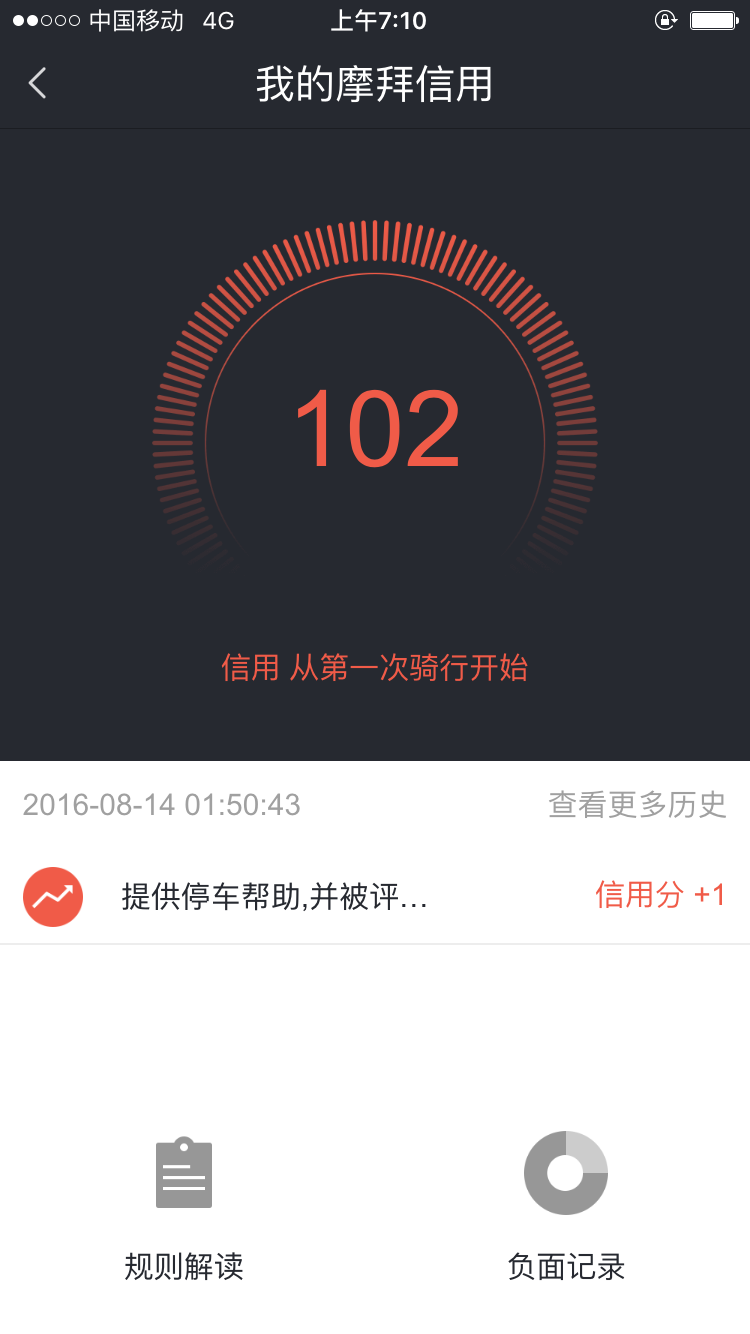 中国移动 4G 上午7:10
我的摩拜信用
102
信用 从第一次骑行开始
2016-08-14 01:50:43 查看更多历史
提供停车帮助,并被评... 信用分 +1
规则解读 负面记录